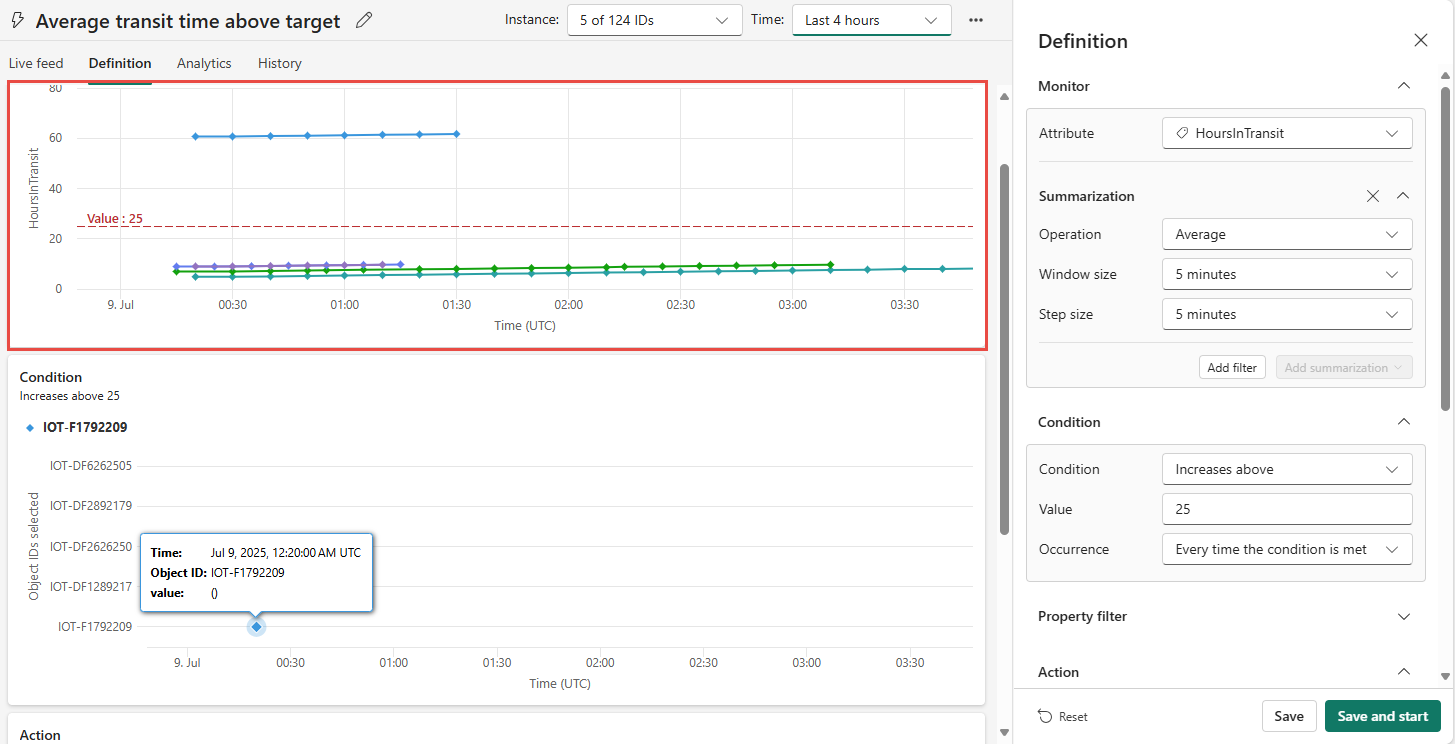 Average transit time above target
Instance: 5 of 124 IDs Time: Last 4 hours
Live feed Definition Analytics History
80
60
40
20
0
HoursInTransit
Value : 25
9. Jul 00:30 01:00 01:30 02:00 02:30 03:00 03:30
Time (UTC)
Condition
Increases above 25
IOT-F1792209
Object IDs selected
IOT-DF6262505
IOT-DF2892179
IOT-DF2626250
IOT-DF1289217
IOT-F1792209
Time: Jul 9, 2025, 12:20:00 AM UTC
Object ID: IOT-F1792209
value: ()
9. Jul 00:30 01:00 01:30 02:00 02:30 03:00 03:30
Time (UTC)
Action
Definition
Monitor
Attribute HoursInTransit
Summarization
Operation Average
Window size 5 minutes
Step size 5 minutes
Add filter Add summarization
Condition
Condition Increases above
Value 25
Occurrence Every time the condition is met
Property filter
Action
Reset Save Save and start